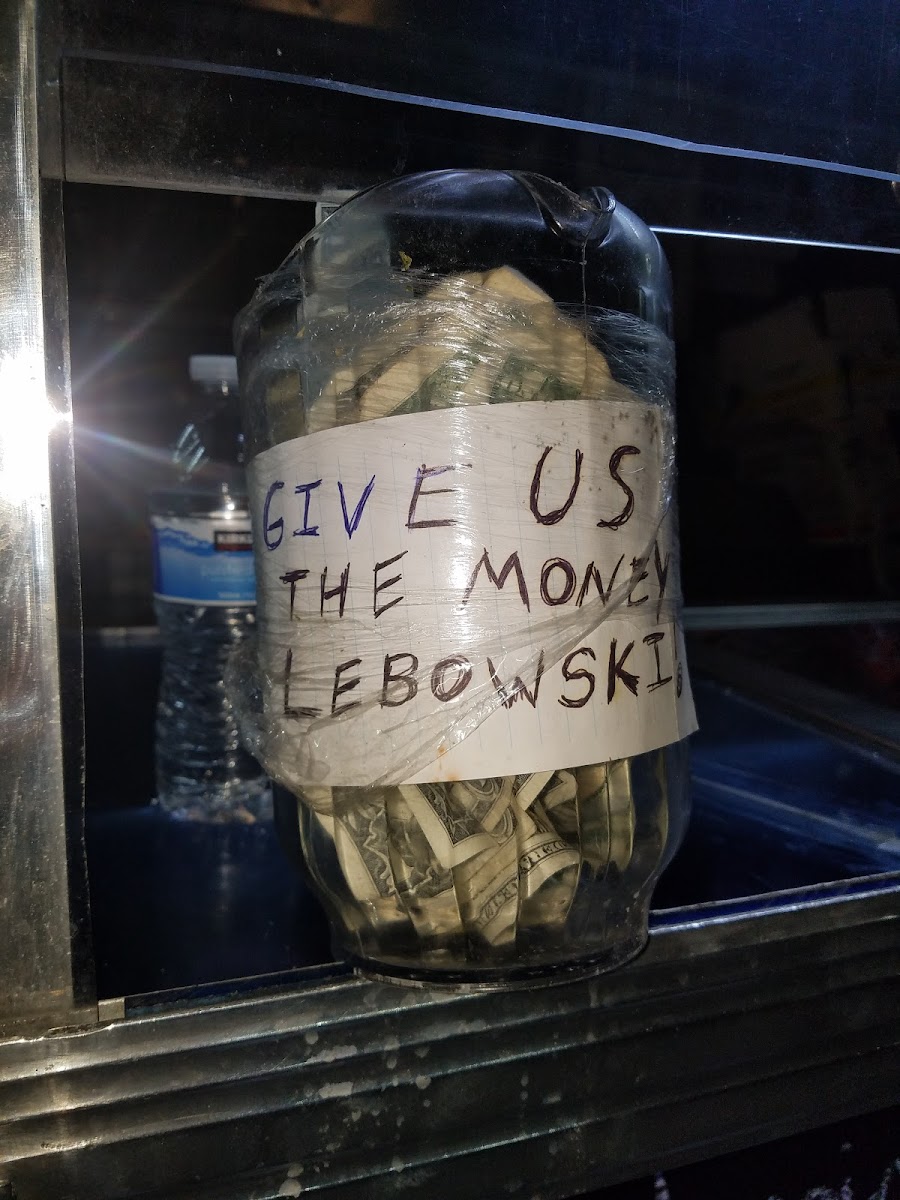 GIVE US
THE MONEY
LEBOWSKI.